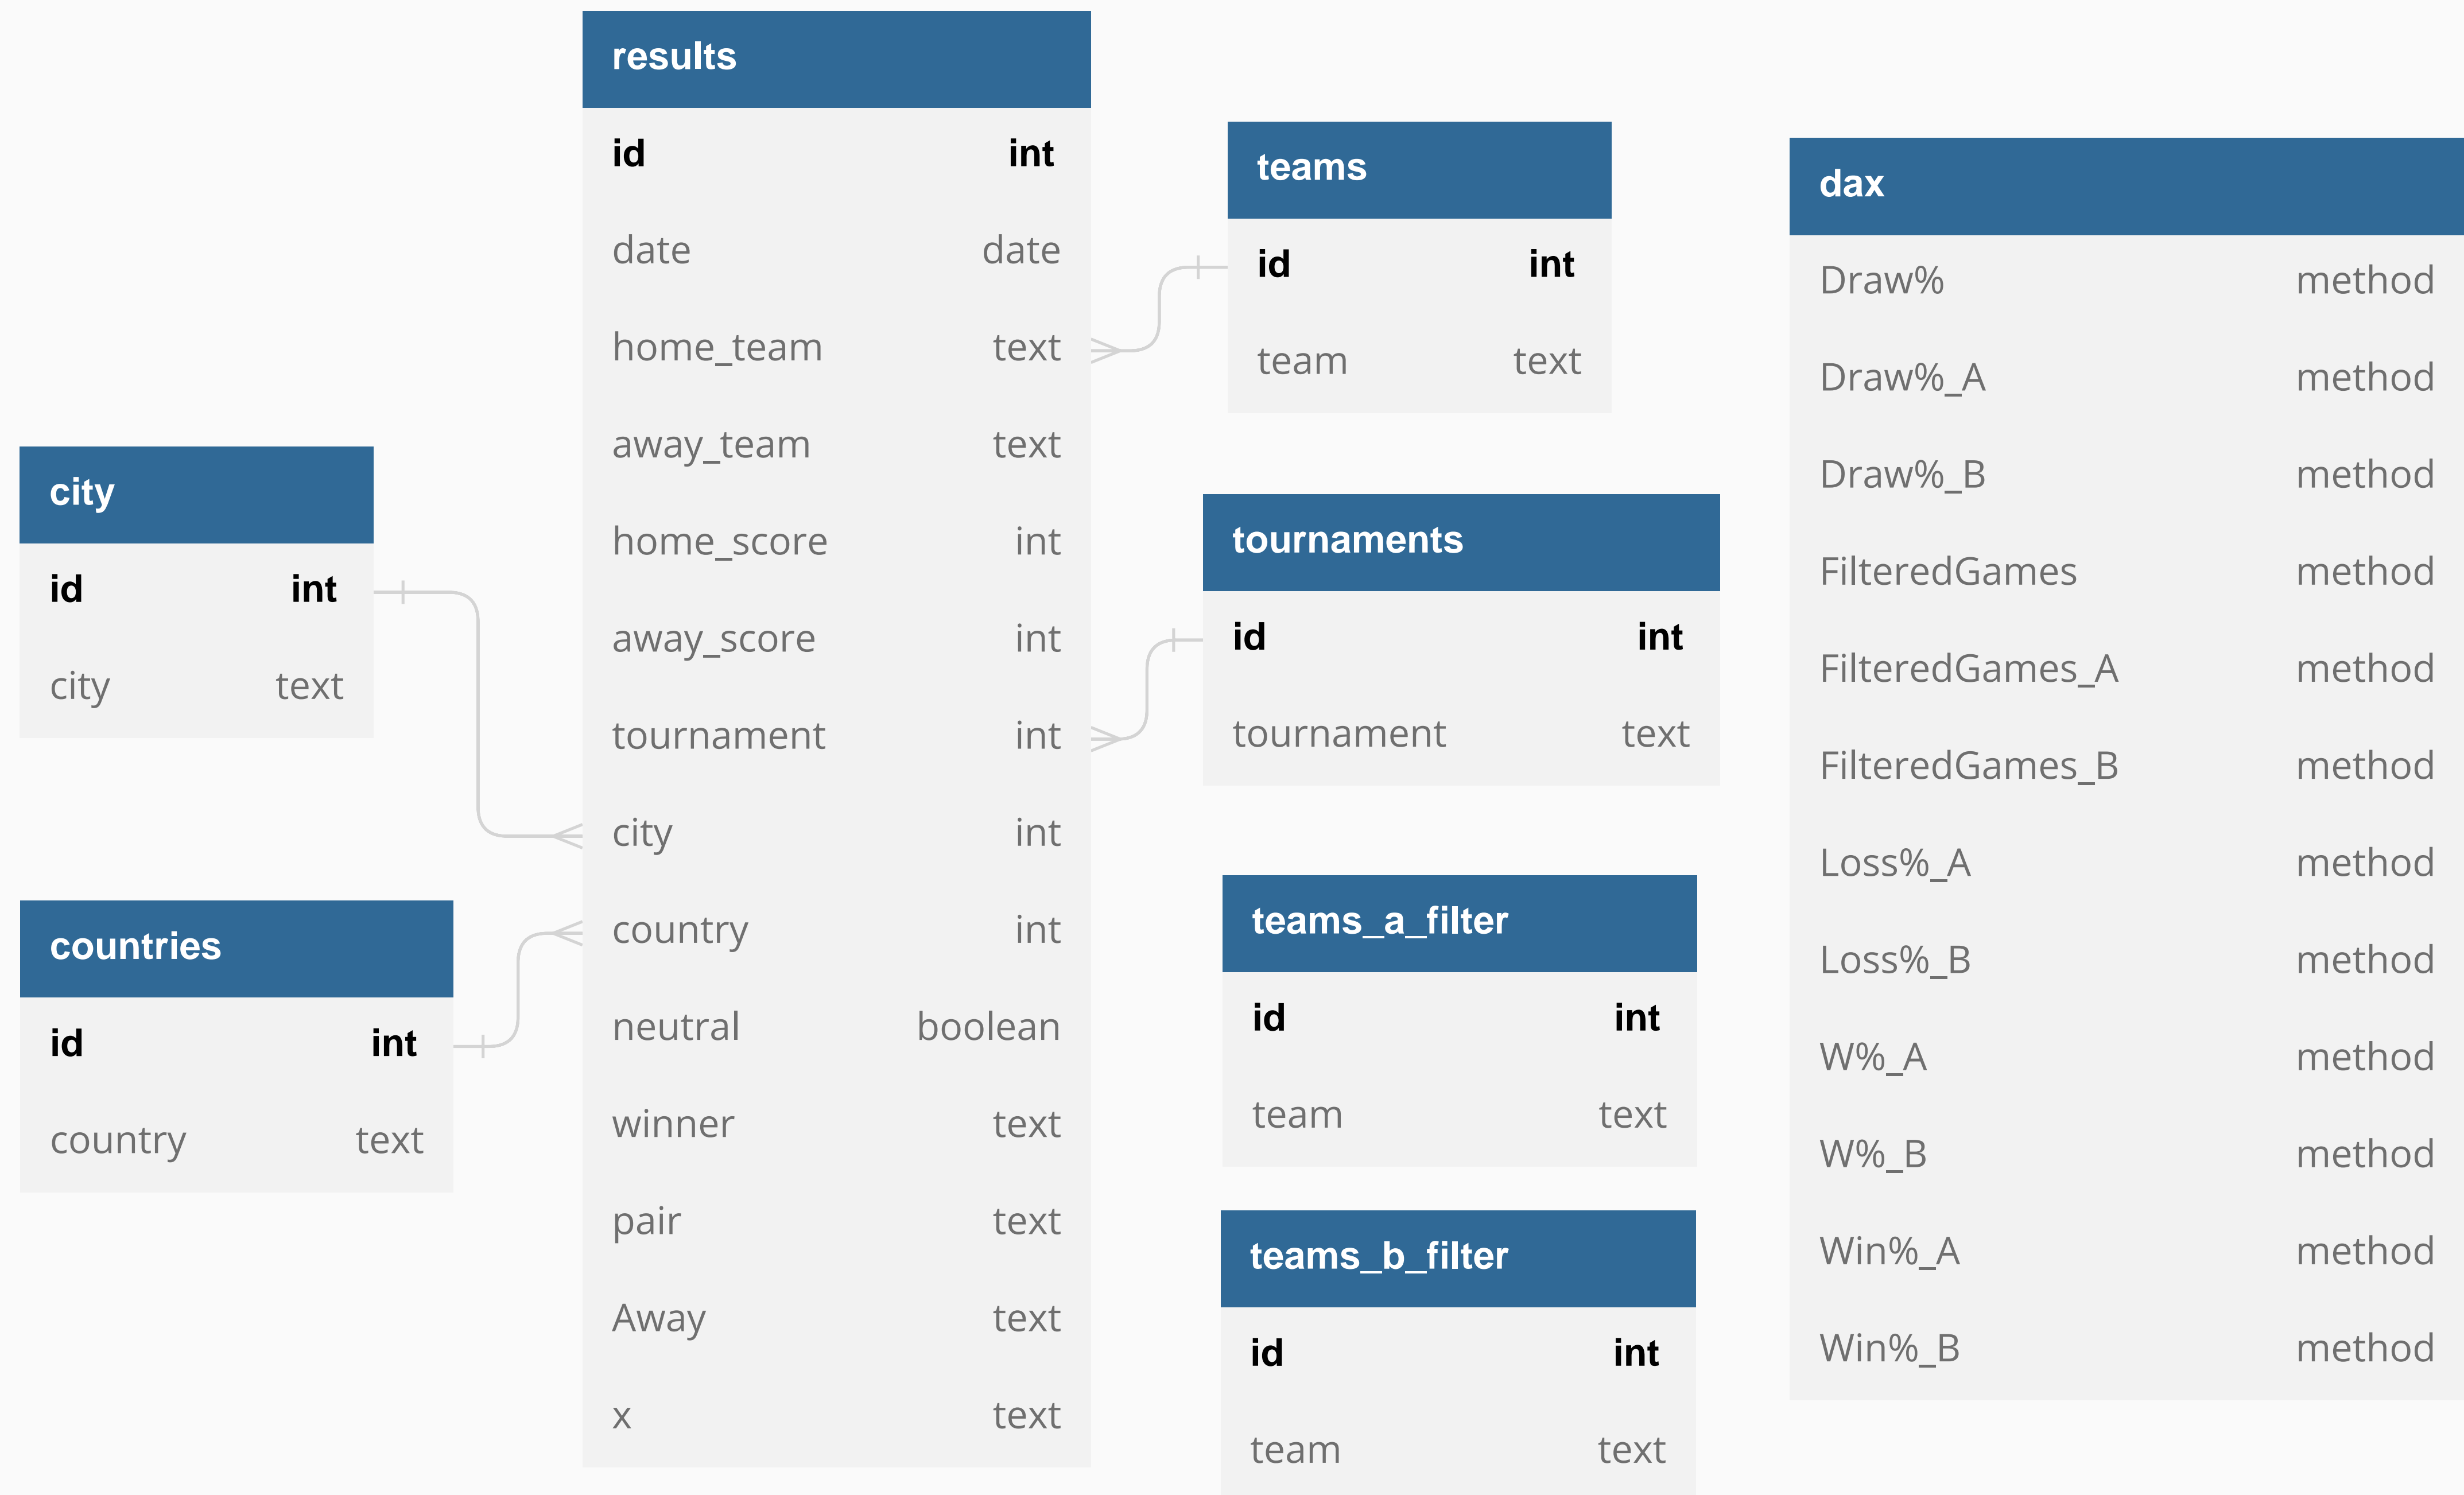 results
id int
date date
home_team text
away_team text
home_score int
away_score int
tournament int
city int
country int
neutral boolean
winner text
pair text
Away text
x text
city
id int
city text
countries
id int
country text
teams
id int
team text
tournaments
id int
tournament text
teams_a_filter
id int
team text
teams_b_filter
id int
team text
dax
Draw% method
Draw%_A method
Draw%_B method
FilteredGames method
FilteredGames_A method
FilteredGames_B method
Loss%_A method
Loss%_B method
W%_A method
W%_B method
Win%_A method
Win%_B method